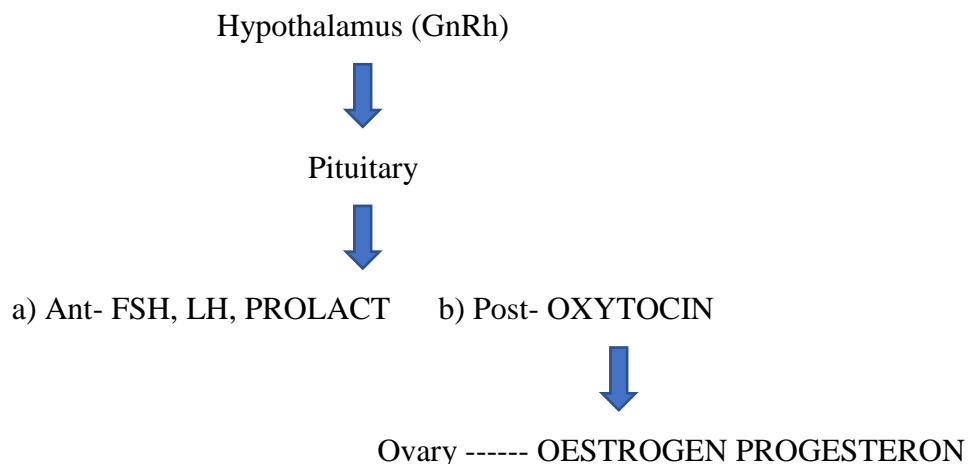 Hypothalamus (GnRh)
Pituitary
a) Ant- FSH, LH, PROLACT b) Post- OXYTOCIN
Ovary ------ OESTROGEN PROGESTERON